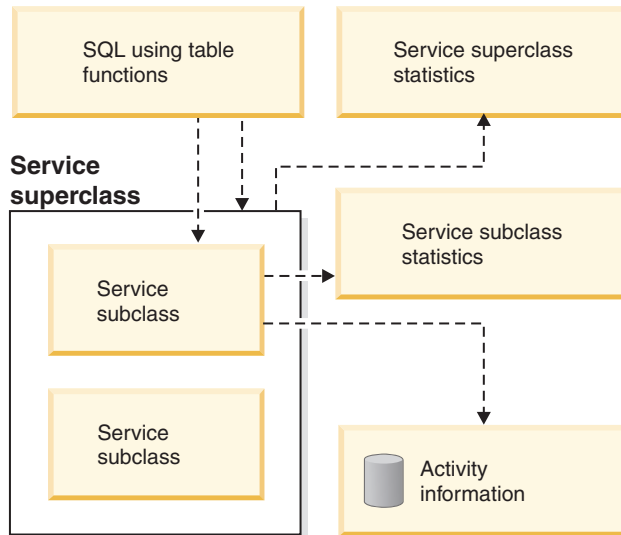 SQL using table
functions
Service superclass
statistics
Service
superclass
Service subclass
statistics
Service
subclass
Service
subclass
Activity
information